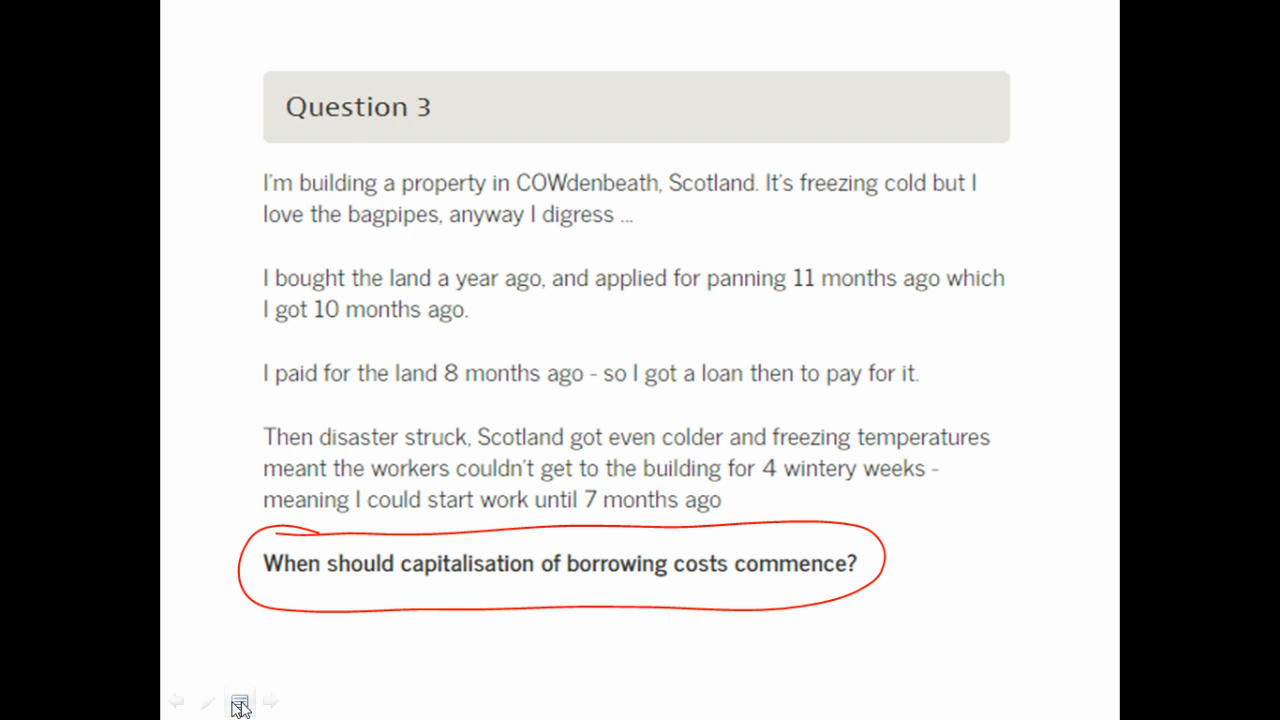 Question 3
I'm building a property in COWdenbeath, Scotland. It's freezing cold but I
love the bagpipes, anyway I digress ...
I bought the land a year ago, and applied for panning 11 months ago which
I got 10 months ago.
I paid for the land 8 months ago - so I got a loan then to pay for it.
Then disaster struck, Scotland got even colder and freezing temperatures
meant the workers couldn't get to the building for 4 wintery weeks -
meaning I could start work until 7 months ago
When should capitalisation of borrowing costs commence?